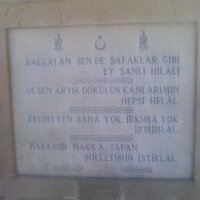 DALGALAN SEN DE ŞAFAKLAR GİBİ
EY ŞANLI HİLAL!
OLSUN ARTIK DÖKÜLEN KANLARIMIN
HEPSİ HELAL.
EBEDİYYEN SANA YOK IRKIMA YOK
İZMİHLAL.
HAKKIDIR HAKKA TAPAN
MİLLETİMİN İSTİKLAL.